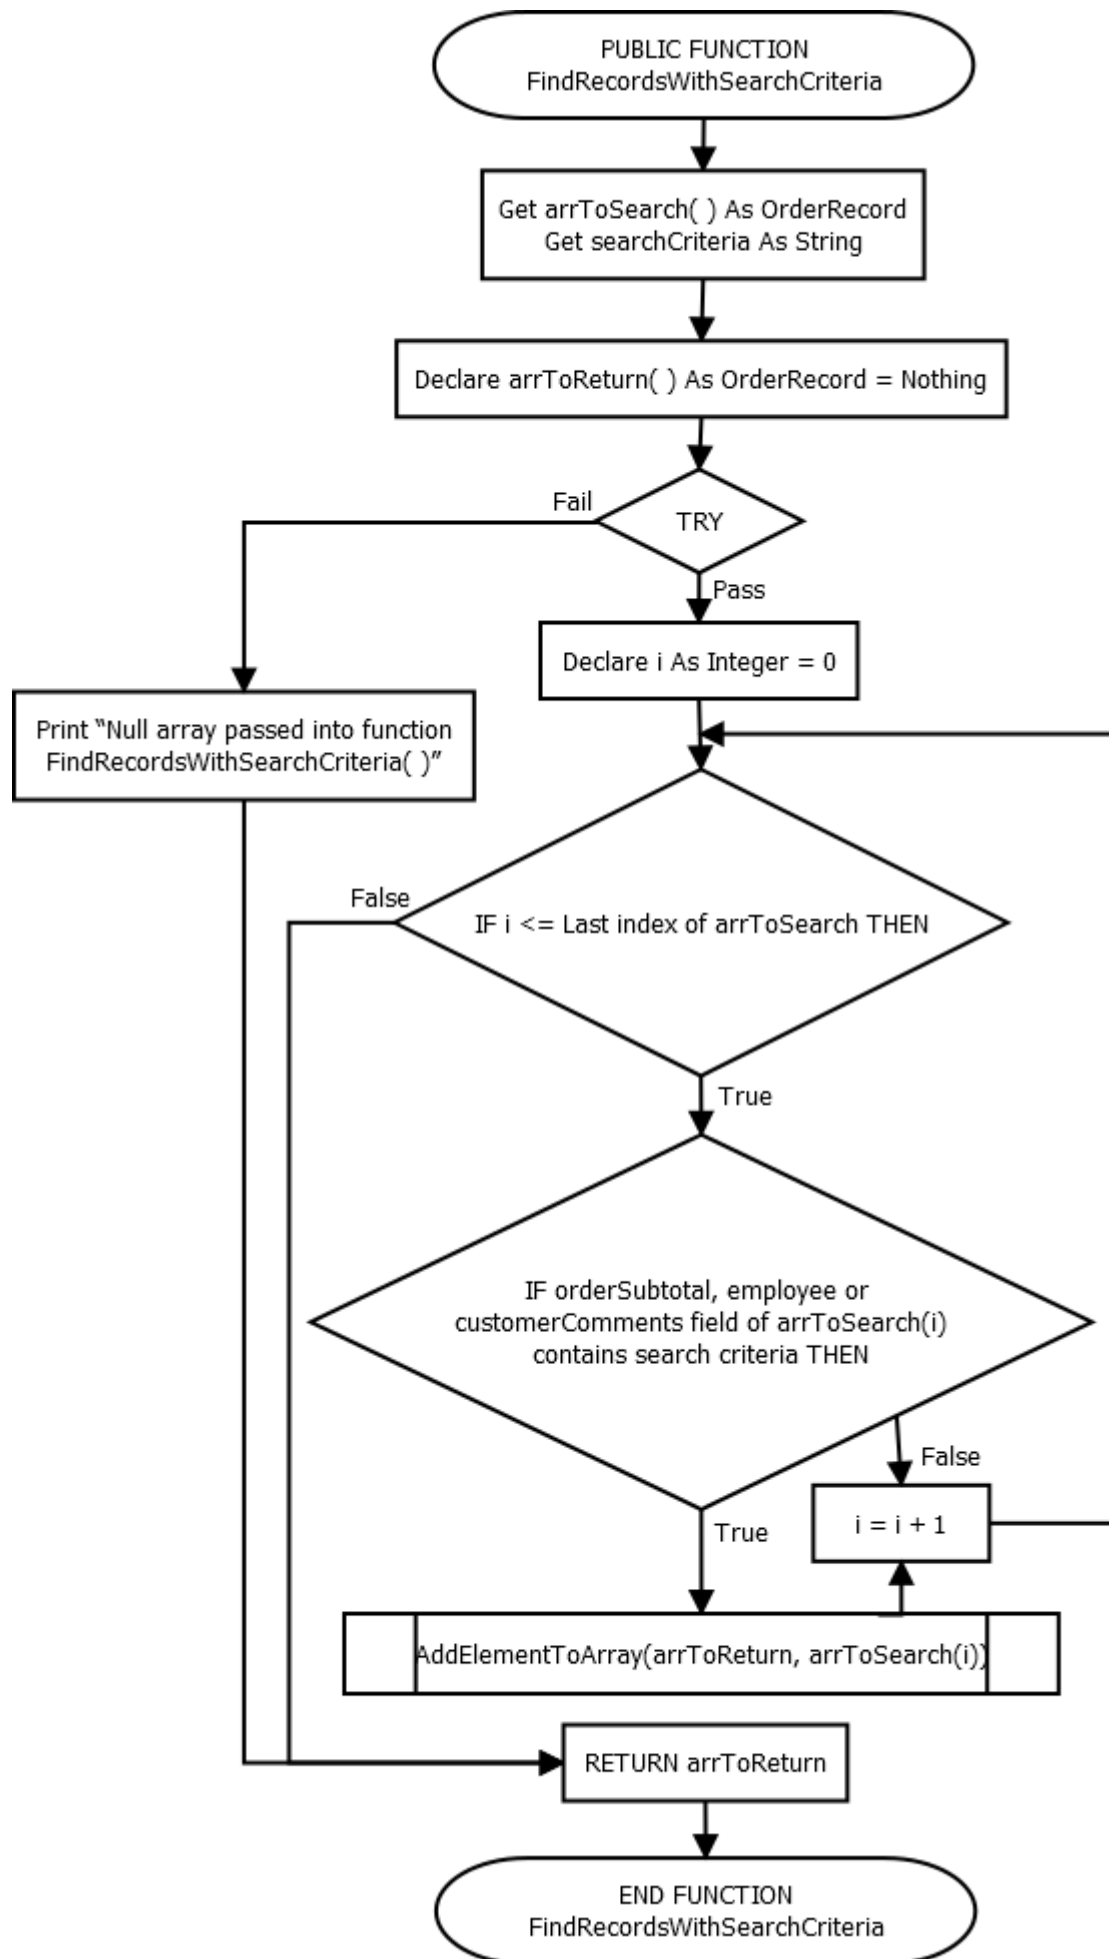 PUBLIC FUNCTION
FindRecordsWithSearchCriteria
Get arrToSearch( ) As OrderRecord
Get searchCriteria As String
Declare arrToReturn( ) As OrderRecord = Nothing
Fail
TRY
Pass
Declare i As Integer = 0
Print “Null array passed into function
FindRecordsWithSearchCriteria( )”
False
IF i <= Last index of arrToSearch THEN
True
IF orderSubtotal, employee or
customerComments field of arrToSearch(i)
contains search criteria THEN
False
i = i + 1
True
AddElementToArray(arrToReturn, arrToSearch(i))
RETURN arrToReturn
END FUNCTION
FindRecordsWithSearchCriteria